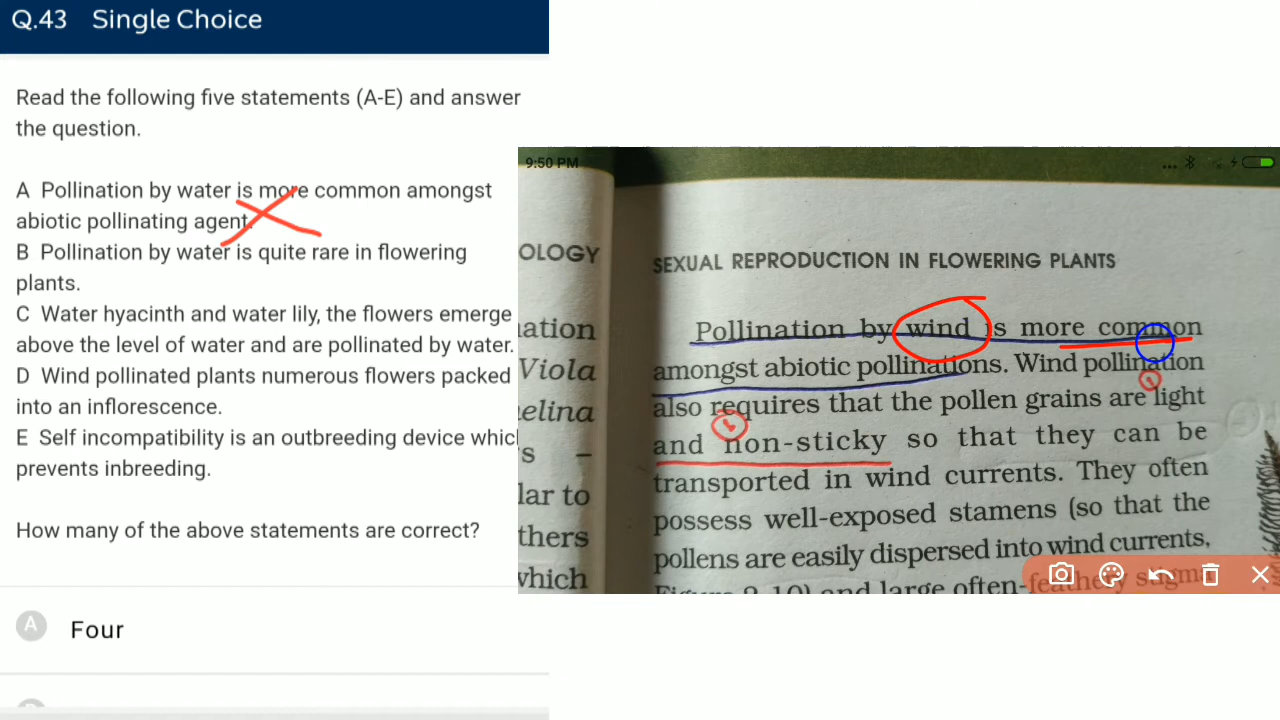 Q.43 Single Choice
Read the following five statements (A-E) and answer
the question.
A Pollination by water is more common amongst
abiotic pollinating agent.
B Pollination by water is quite rare in flowering
plants.
C Water hyacinth and water lily, the flowers emerge
above the level of water and are pollinated by water.
D Wind pollinated plants numerous flowers packed
into an inflorescence.
E Self incompatibility is an outbreeding device whicl
prevents inbreeding.
How many of the above statements are correct?
A Four
9:50 PM
OLOGY
ation
Viola
elina
s –
lar to
thers
which
SEXUAL REPRODUCTION IN FLOWERING PLANTS
Pollination by wind is more common
amongst abiotic pollinations. Wind pollination
also requires that the pollen grains are light
and non-sticky so that they can be
transported in wind currents. They often
possess well-exposed stamens (so that the
pollens are easily dispersed into wind currents,
and large often-feathery stigma